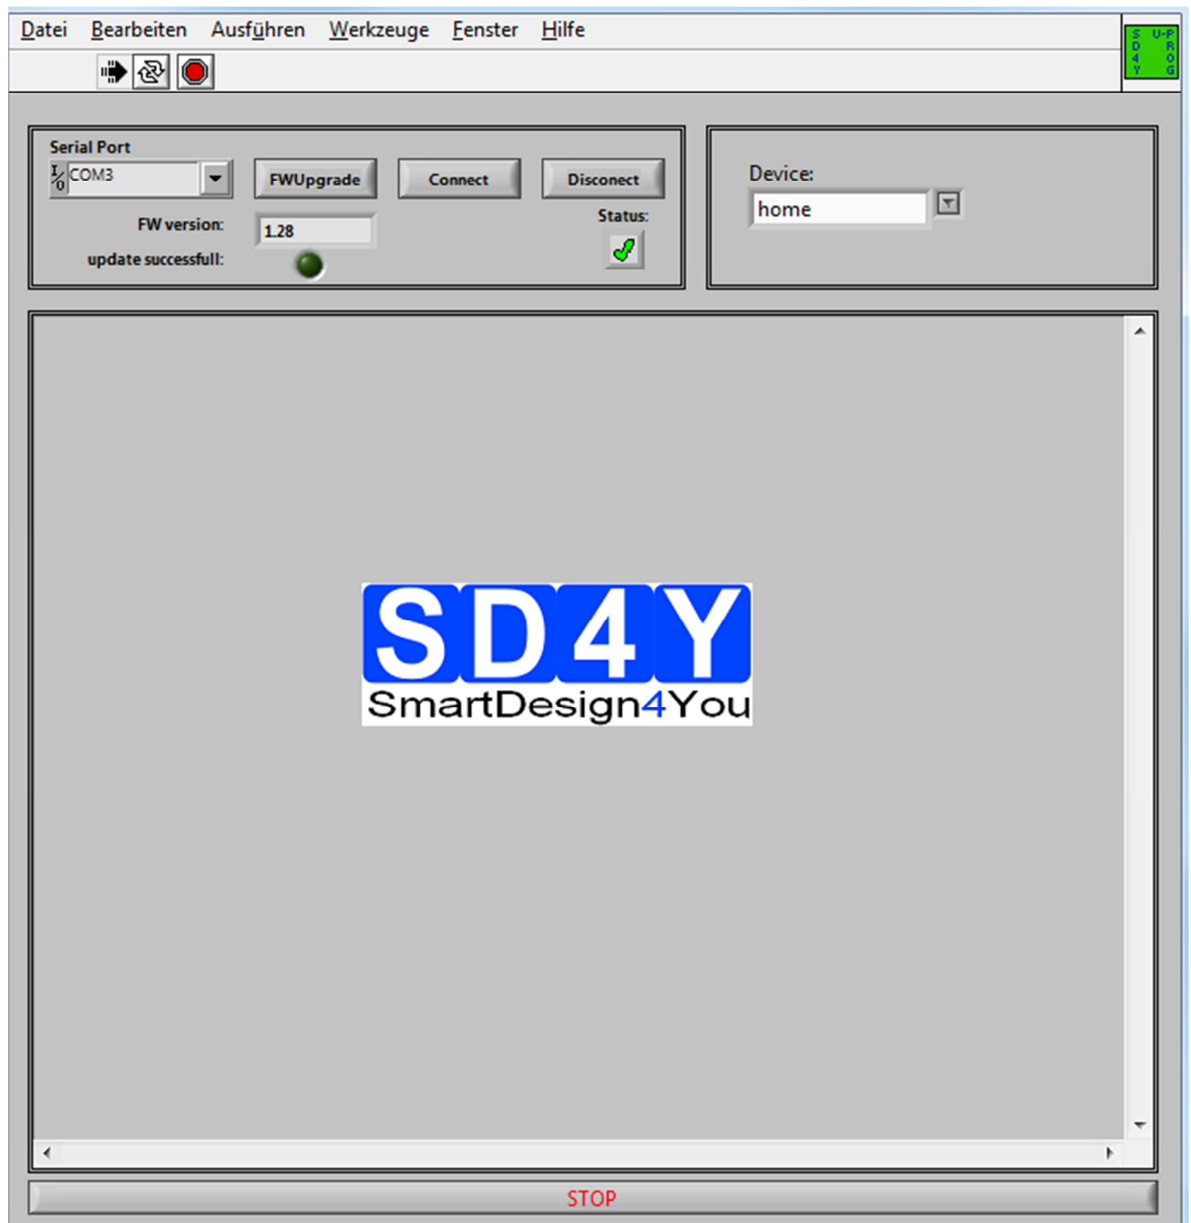 Datei Bearbeiten Ausführen Werkzeuge Fenster Hilfe
S U-P
D R
4 O
Y G
Serial Port
I/O COM3
FWUpgrade Connect Disconect
Device:
home
FW version: 1.28
Status:
update successfull:
SD4Y
SmartDesign4You
STOP